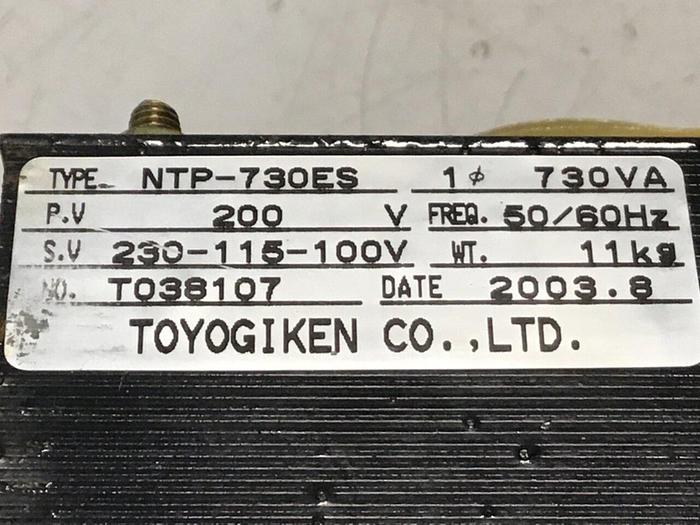 TYPE NTP-730ES 1φ 730VA
P.V 200 V FREQ. 50/60Hz
S.V 230-115-100V WT. 11kg
NO. T038107 DATE 2003.8
TOYOGIKEN CO.,LTD.